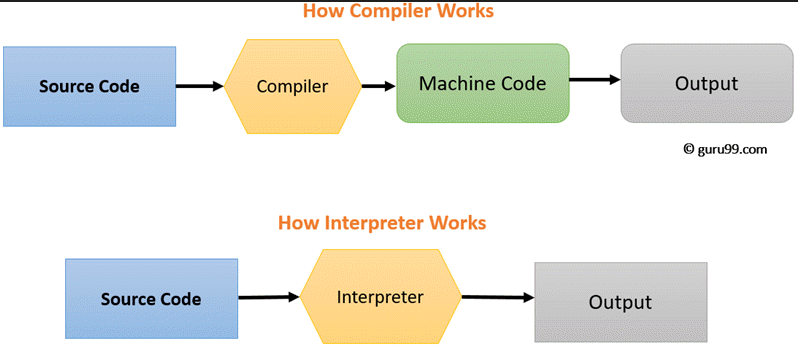 How Compiler Works
Source Code
Compiler
Machine Code
Output
© guru99.com
How Interpreter Works
Source Code
Interpreter
Output